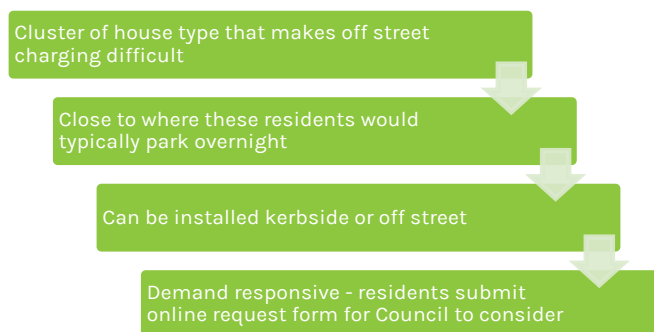 Cluster of house type that makes off street
charging difficult
Close to where these residents would
typically park overnight
Can be installed kerbside or off street
Demand responsive - residents submit
online request form for Council to consider